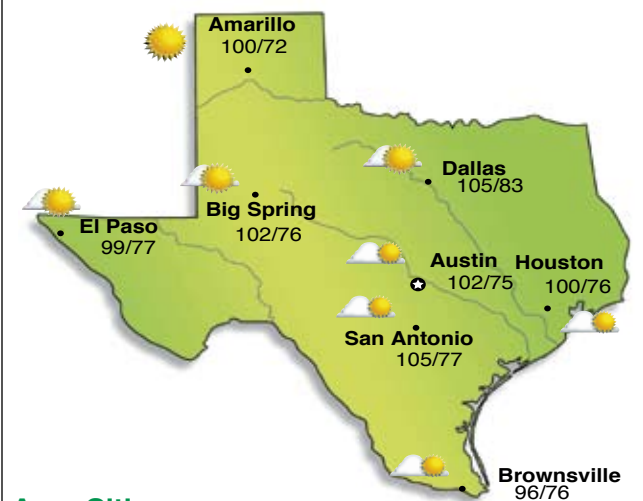 Amarillo
100/72
Dallas
105/83
Big Spring
102/76
El Paso
99/77
Austin
102/75
Houston
100/76
San Antonio
105/77
Brownsville
96/76